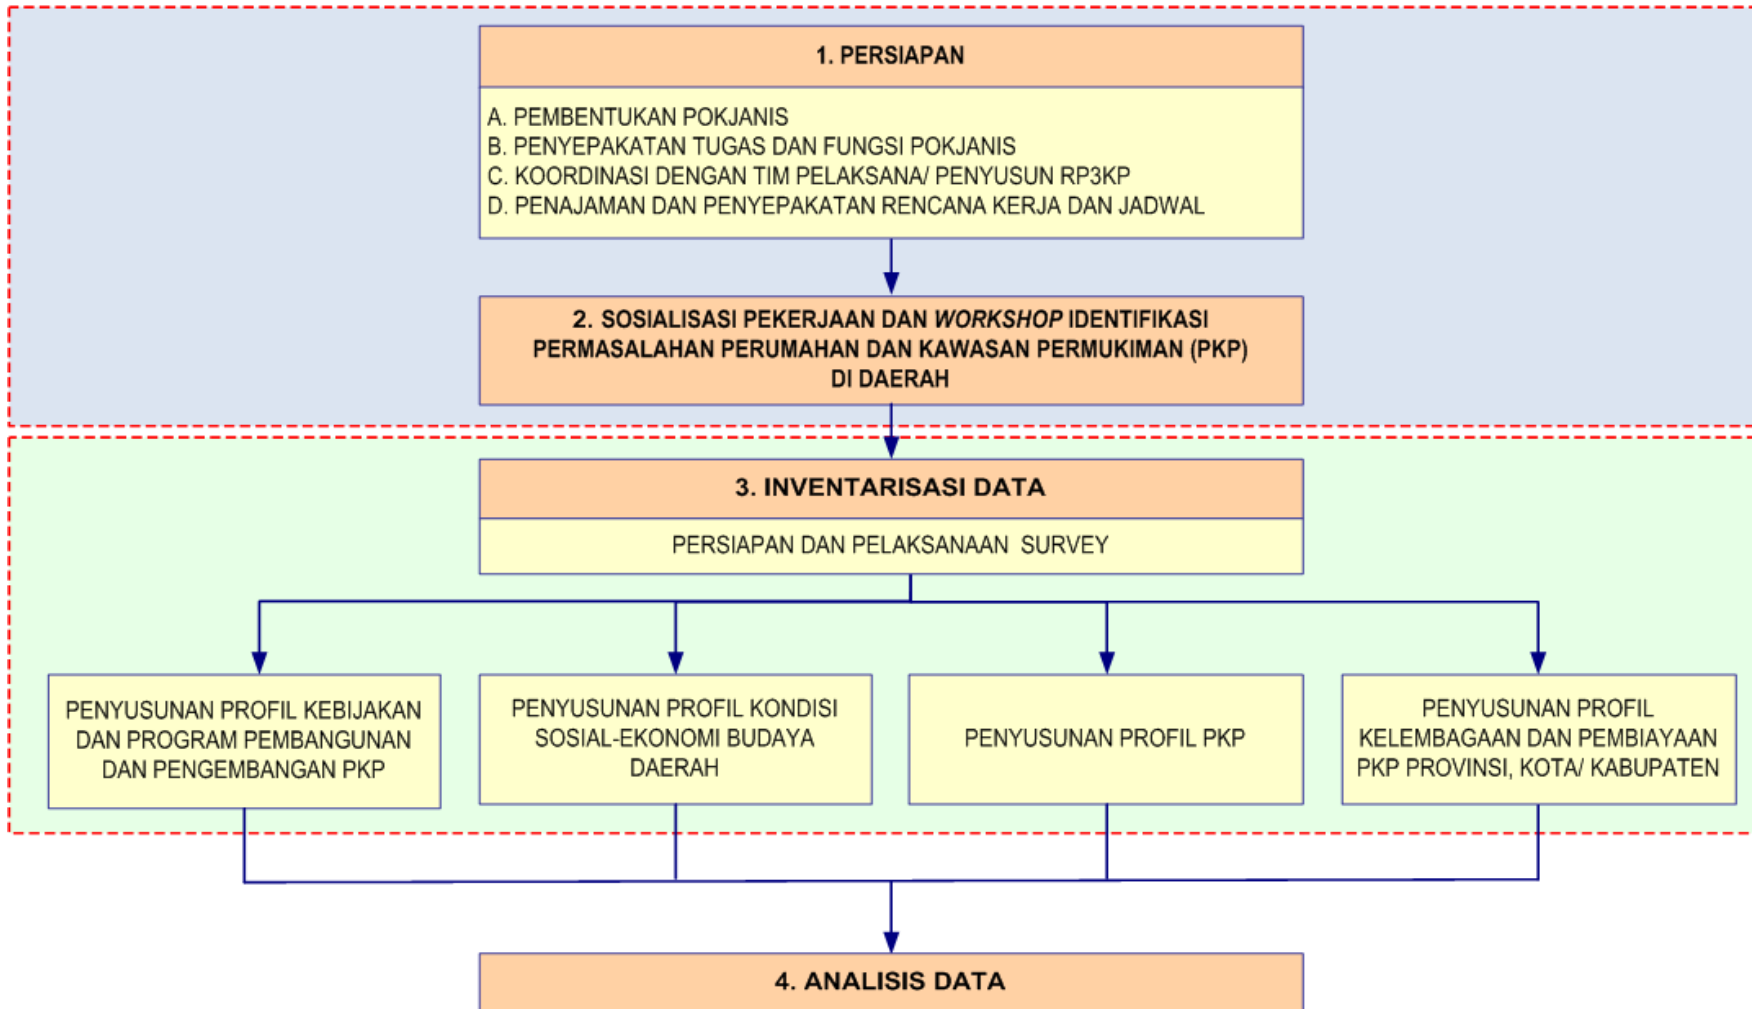 1. PERSIAPAN
A. PEMBENTUKAN POKJANIS
B. PENYEPAKATAN TUGAS DAN FUNGSI POKJANIS
C. KOORDINASI DENGAN TIM PELAKSANA/ PENYUSUN RP3KP
D. PENAJAMAN DAN PENYEPAKATAN RENCANA KERJA DAN JADWAL
2. SOSIALISASI PEKERJAAN DAN WORKSHOP IDENTIFIKASI
PERMASALAHAN PERUMAHAN DAN KAWASAN PERMUKIMAN (PKP)
DI DAERAH
3. INVENTARISASI DATA
PERSIAPAN DAN PELAKSANAAN SURVEY
PENYUSUNAN PROFIL KEBIJAKAN
DAN PROGRAM PEMBANGUNAN
DAN PENGEMBANGAN PKP
PENYUSUNAN PROFIL KONDISI
SOSIAL-EKONOMI BUDAYA
DAERAH
PENYUSUNAN PROFIL PKP
PENYUSUNAN PROFIL
KELEMBAGAAN DAN PEMBIAYAAN
PKP PROVINSI, KOTA/ KABUPATEN
4. ANALISIS DATA